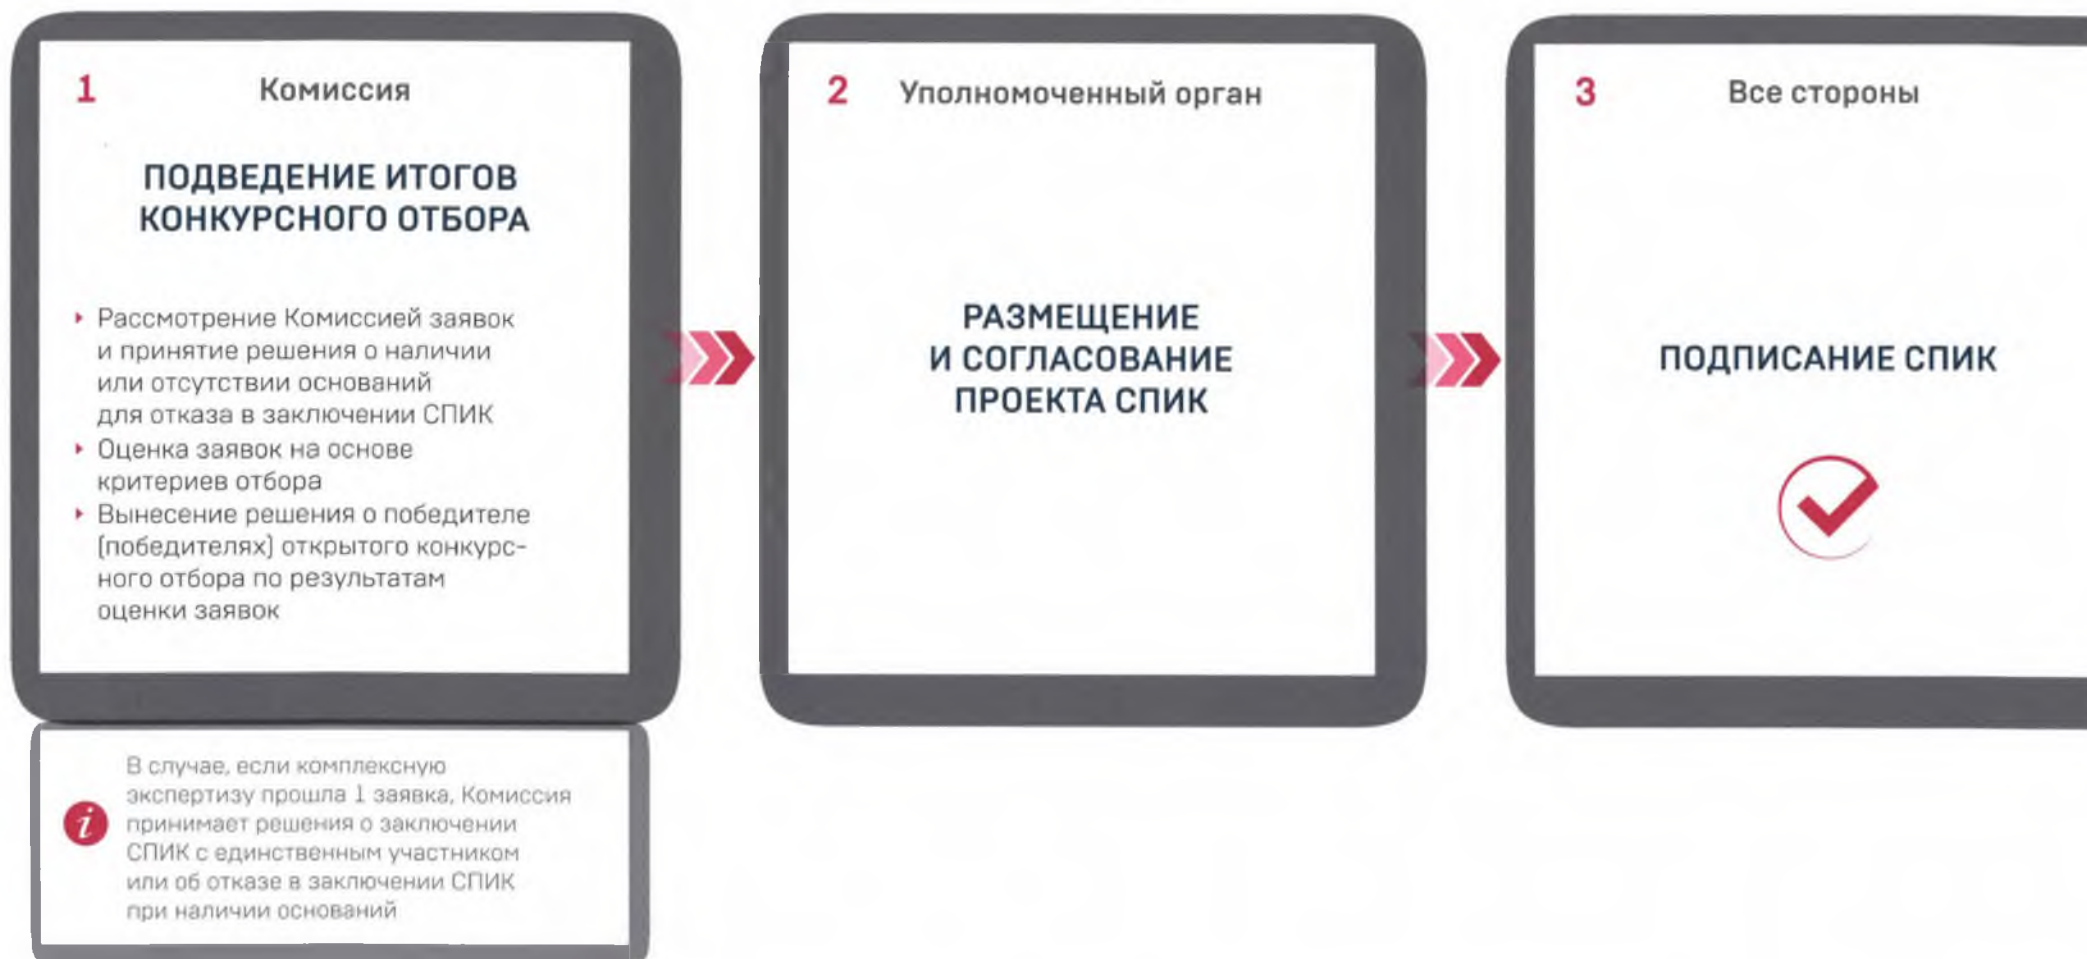 1
Комиссия
ПОДВЕДЕНИЕ ИТОГОВ
КОНКУРСНОГО ОТБОРА
Рассмотрение Комиссией заявок
и принятие решения о наличии
или отсутствии оснований
для отказа в заключении СПИК
Оценка заявок на основе
критериев отбора
Вынесение решения о победителе
(победителях) открытого конкурс-
ного отбора по результатам
оценки заявок
i
В случае, если комплексную
экспертизу прошла 1 заявка, Комиссия
принимает решения о заключении
СПИК с единственным участником
или об отказе в заключении СПИК
при наличии оснований
2
Уполномоченный орган
РАЗМЕЩЕНИЕ
И СОГЛАСОВАНИЕ
ПРОЕКТА СПИК
3
Все стороны
ПОДПИСАНИЕ СПИК